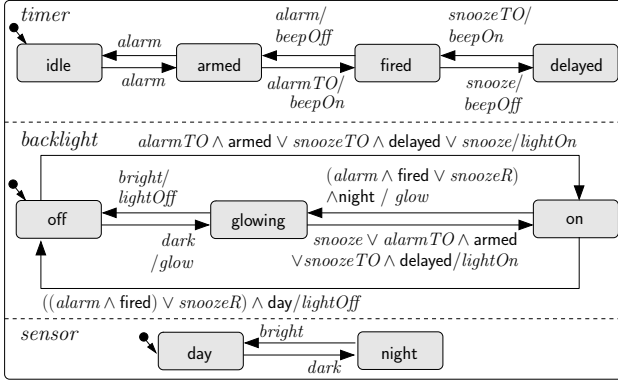 timer
alarm/
beepOff
snoozeTO/
beepOn
alarm
idle
armed
fired
delayed
alarm
alarmTO/
beepOn
snooze/
beepOff
backlight
alarmTO ∧ armed ∨ snoozeTO ∧ delayed ∨ snooze/lightOn
bright/
lightOff
(alarm ∧ fired ∨ snoozeR)
∧night / glow
off
glowing
on
dark
/glow
snooze ∨ alarmTO ∧ armed
∨snoozeTO ∧ delayed/lightOn
((alarm ∧ fired) ∨ snoozeR) ∧ day/lightOff
sensor
bright
day
night
dark